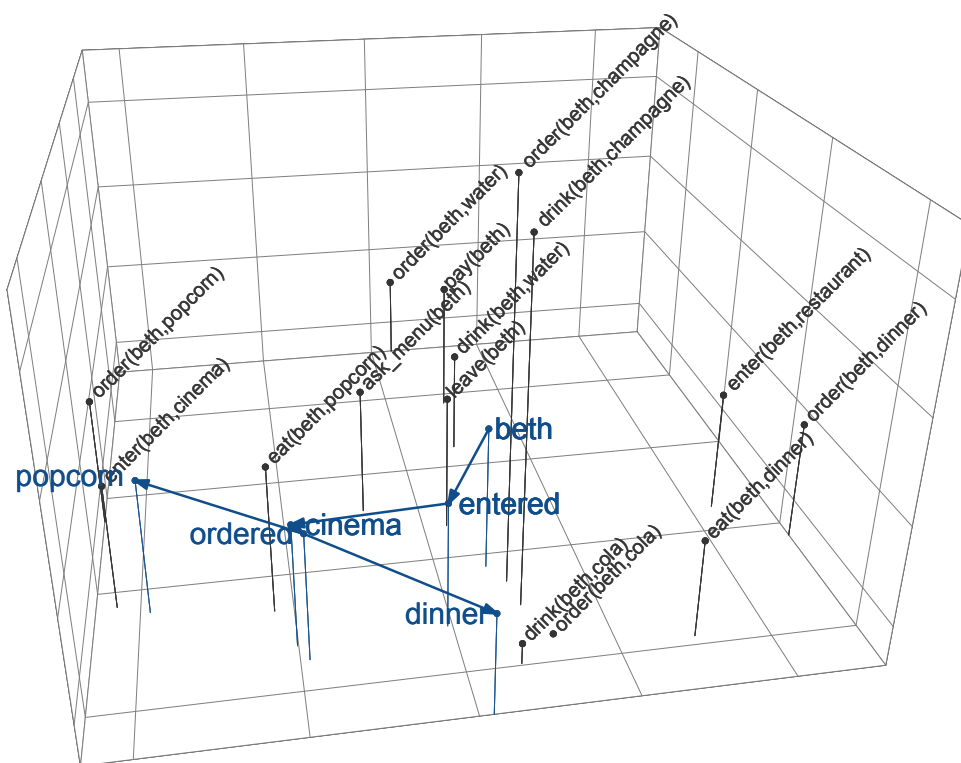 order(beth,champagne)
drink(beth,champagne)
order(beth,water)
pay(beth)
drink(beth,water)
order(beth,popcorn)
ask_menu(beth)
leave(beth)
enter(beth,restaurant)
order(beth,dinner)
enter(beth,cinema)
eat(beth,popcorn)
beth
popcorn
entered
ordered
cinema
eat(beth,dinner)
dinner
drink(beth,cola)
order(beth,cola)